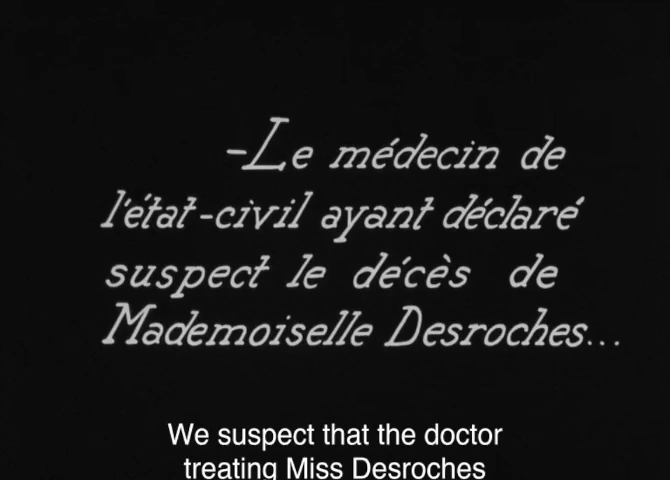 -Le médecin de
l'état-civil ayant déclaré
suspect le décès de
Mademoiselle Desroches...
We suspect that the doctor
treating Miss Desroches